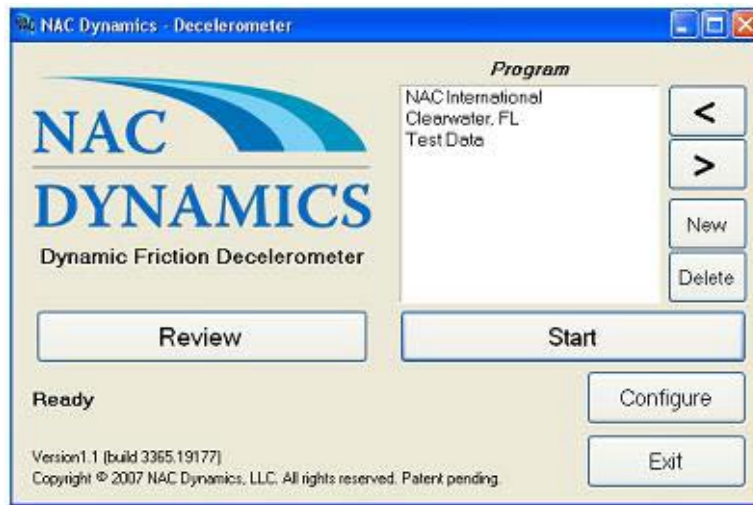 NAC Dynamics - Decelerometer
NAC
DYNAMICS
Dynamic Friction Decelerometer
Program
NAC International
Clearwater, FL
Test Data
<
>
New
Delete
Review
Start
Ready
Configure
Version1.1 (build 3365.19177)
Copyright © 2007 NAC Dynamics, LLC. All rights reserved. Patent pending.
Exit